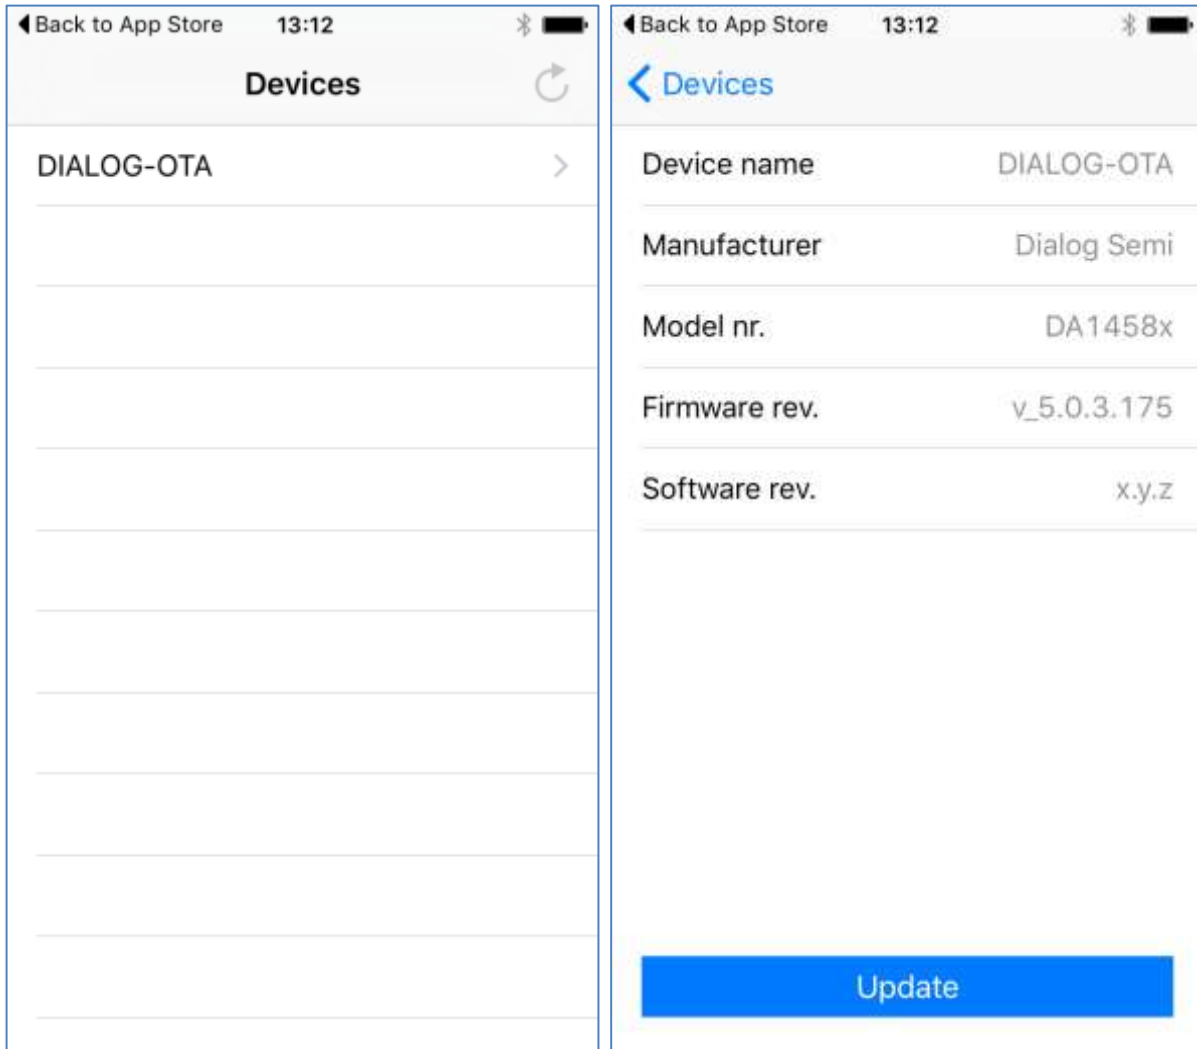 Back to App Store 13:12
Devices
DIALOG-OTA
Back to App Store 13:12
Devices
Device name DIALOG-OTA
Manufacturer Dialog Semi
Model nr. DA1458x
Firmware rev. v_5.0.3.175
Software rev. x.y.z
Update